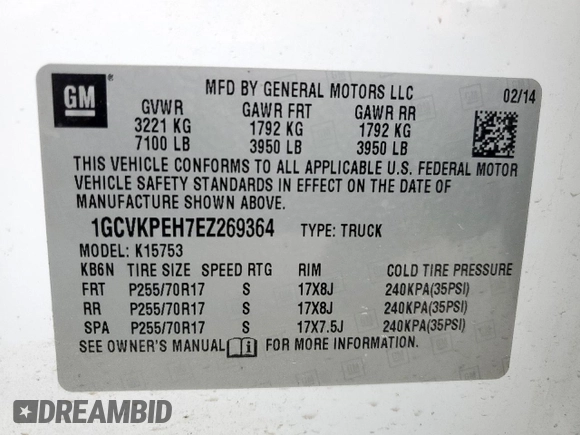 GM
MFD BY GENERAL MOTORS LLC
02/14
GVWR GAWR FRT GAWR RR
3221 KG 1792 KG 1792 KG
7100 LB 3950 LB 3950 LB
THIS VEHICLE CONFORMS TO ALL APPLICABLE U.S. FEDERAL MOTOR
VEHICLE SAFETY STANDARDS IN EFFECT ON THE DATE OF
MANUFACTURE SHOWN ABOVE.
1GCVKPEH7EZ269364 TYPE: TRUCK
MODEL: K15753
KB6N TIRE SIZE SPEED RTG RIM COLD TIRE PRESSURE
FRT P255/70R17 S 17X8J 240KPA(35PSI)
RR P255/70R17 S 17X8J 240KPA(35PSI)
SPA P255/70R17 S 17X7.5J 240KPA(35PSI)
SEE OWNER'S MANUAL FOR MORE INFORMATION.
DREAMBID